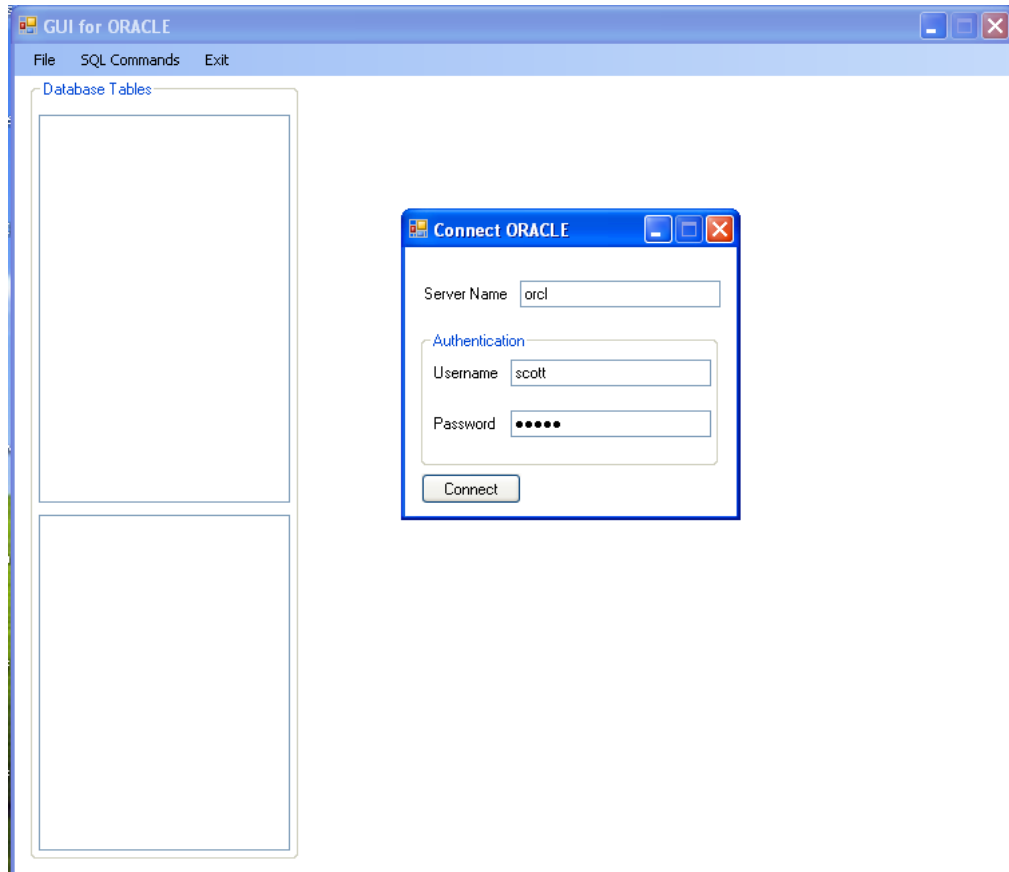 GUI for ORACLE
File SQL Commands Exit
Database Tables
Connect ORACLE
Server Name orcl
Authentication
Username scott
Password •••••
Connect